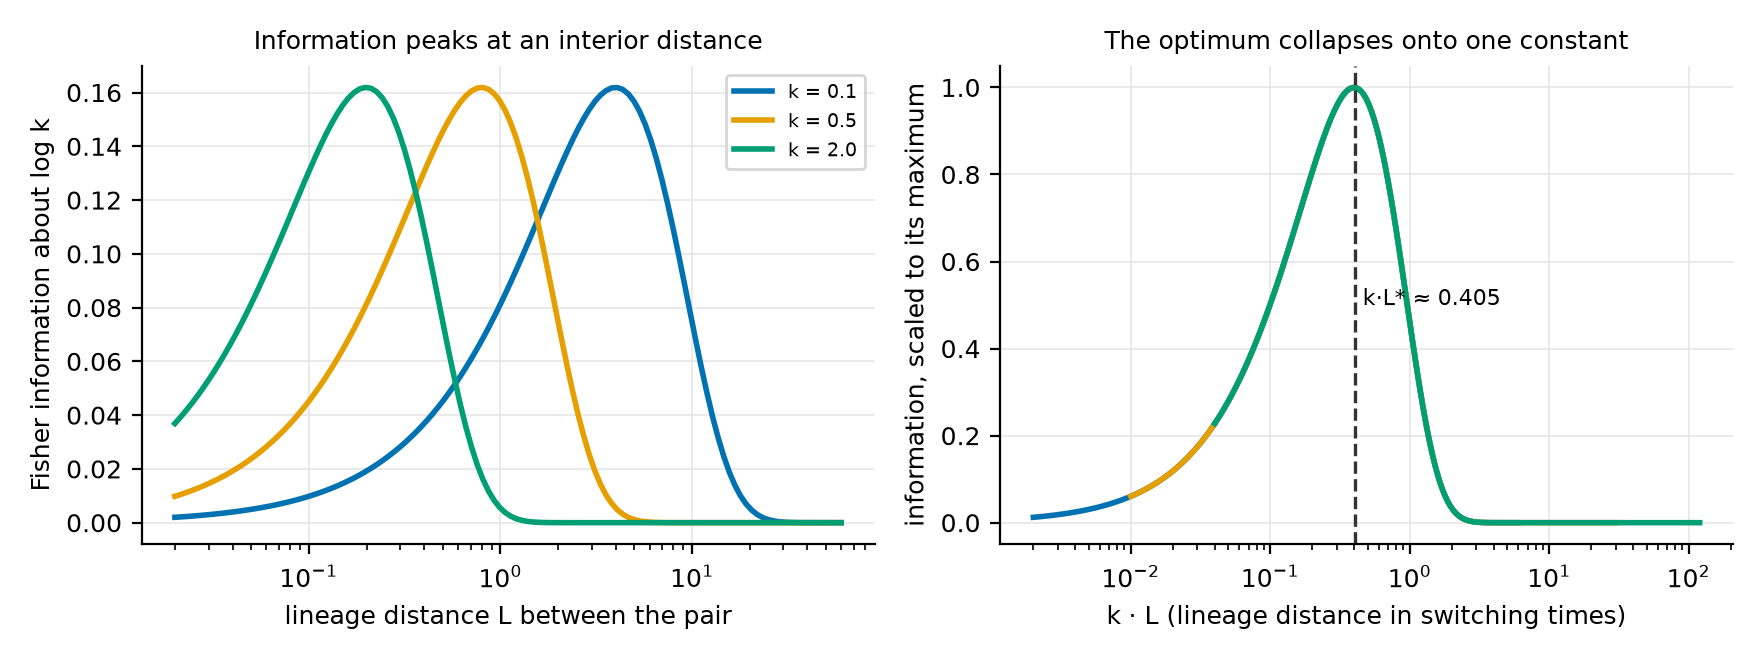 Information peaks at an interior distance
Fisher information about log k
0.16
0.14
0.12
0.10
0.08
0.06
0.04
0.02
0.00
k = 0.1
k = 0.5
k = 2.0
10⁻¹
10⁰
10¹
lineage distance L between the pair
The optimum collapses onto one constant
information, scaled to its maximum
1.0
0.8
0.6
0.4
0.2
0.0
k·L* ≈ 0.405
10⁻²
10⁻¹
10⁰
10¹
10²
k · L (lineage distance in switching times)